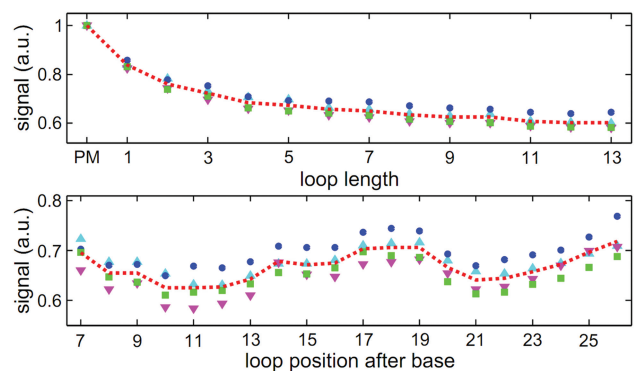 signal (a.u.)
1
0.8
0.6
PM 1 3 5 7 9 11 13
loop length
signal (a.u.)
0.8
0.7
0.6
7 9 11 13 15 17 19 21 23 25
loop position after base